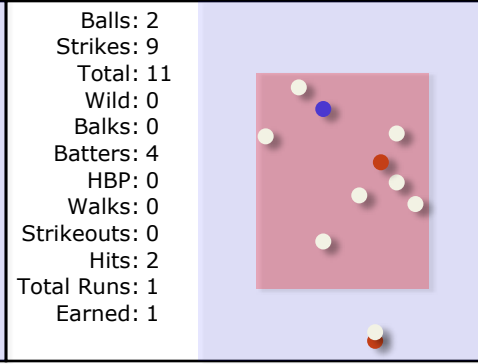 Balls: 2
Strikes: 9
Total: 11
Wild: 0
Balks: 0
Batters: 4
HBP: 0
Walks: 0
Strikeouts: 0
Hits: 2
Total Runs: 1
Earned: 1